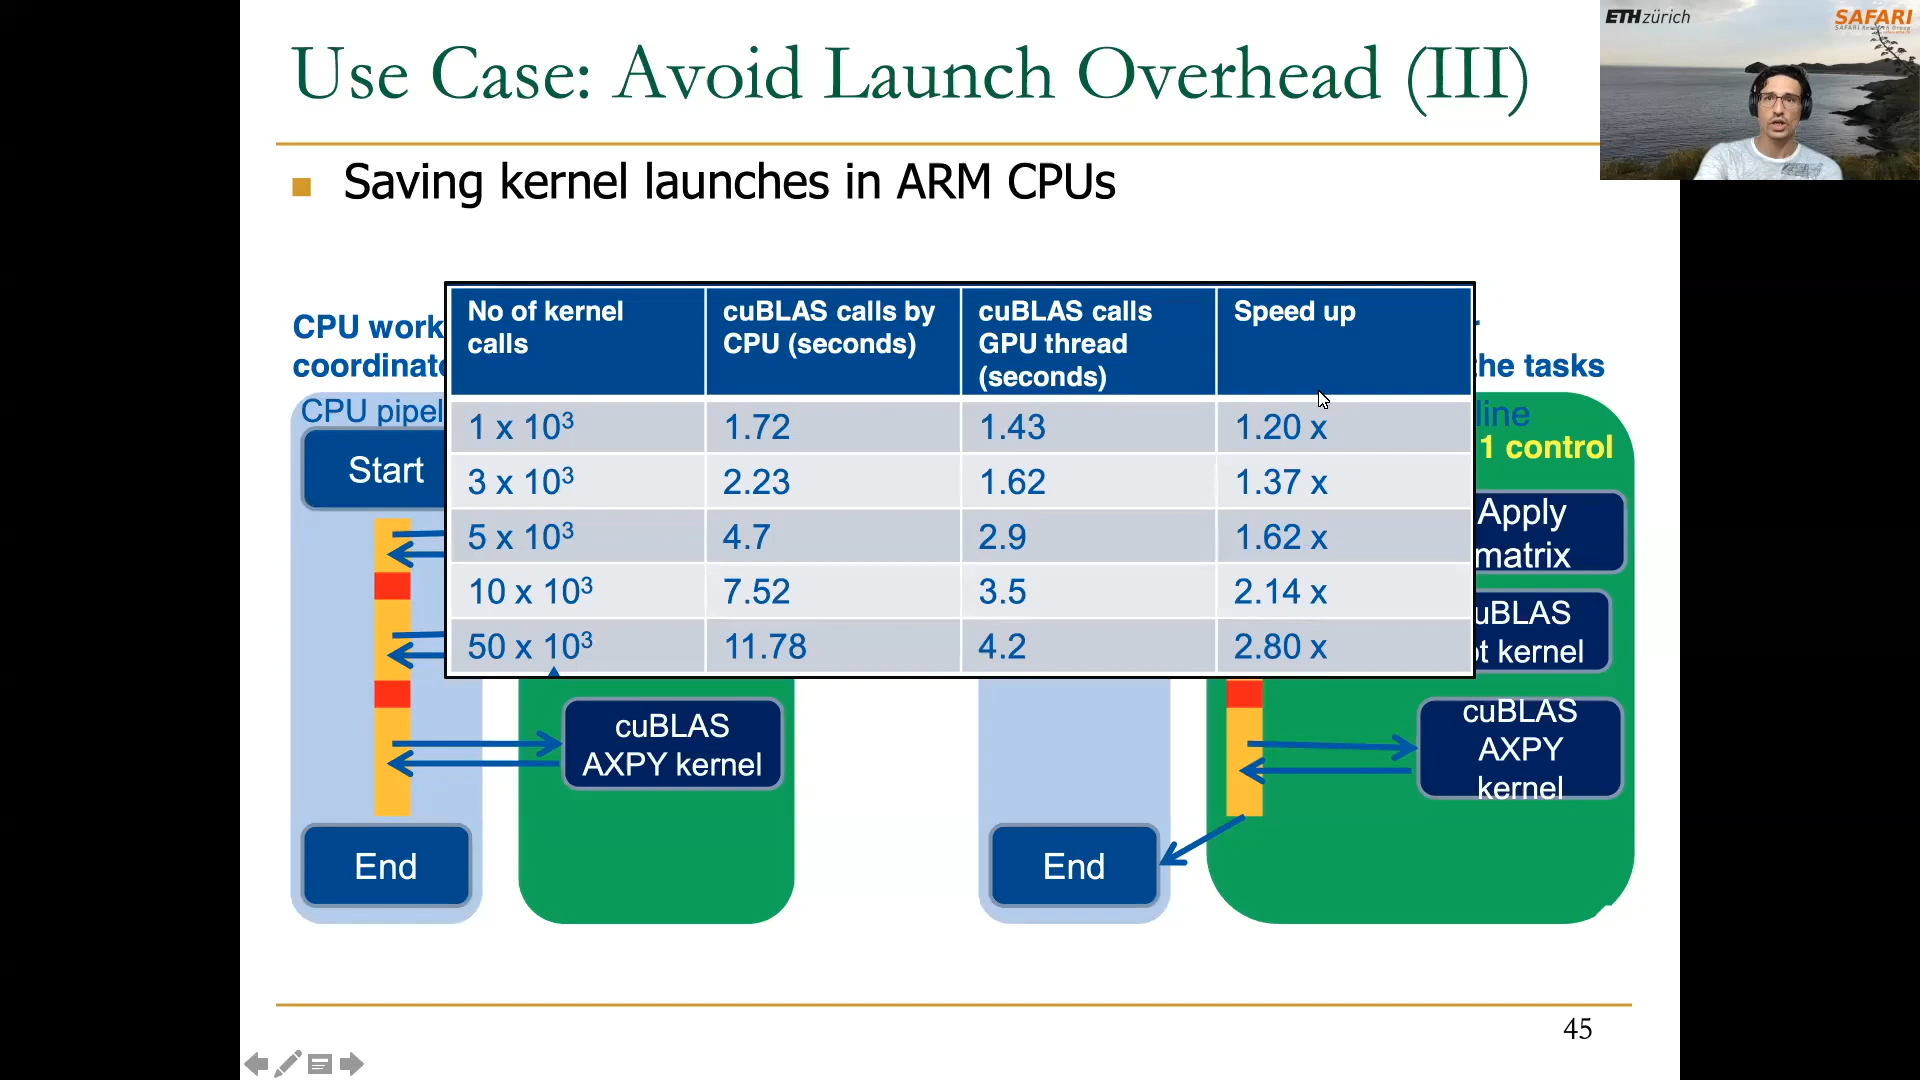 Use Case: Avoid Launch Overhead (III)
ETHzürich
SAFARI
Saving kernel launches in ARM CPUs
No of kernel
calls
cuBLAS calls by
CPU (seconds)
cuBLAS calls
GPU thread
(seconds)
Speed up
1 x 10³
1.72
1.43
1.20 x
3 x 10³
2.23
1.62
1.37 x
5 x 10³
4.7
2.9
1.62 x
10 x 10³
7.52
3.5
2.14 x
50 x 10³
11.78
4.2
2.80 x
CPU work
coordinat
CPU pipel
Start
cuBLAS
AXPY kernel
End
the tasks
line
1 control
Apply
matrix
uBLAS
t kernel
cuBLAS
AXPY
kernel
End
45